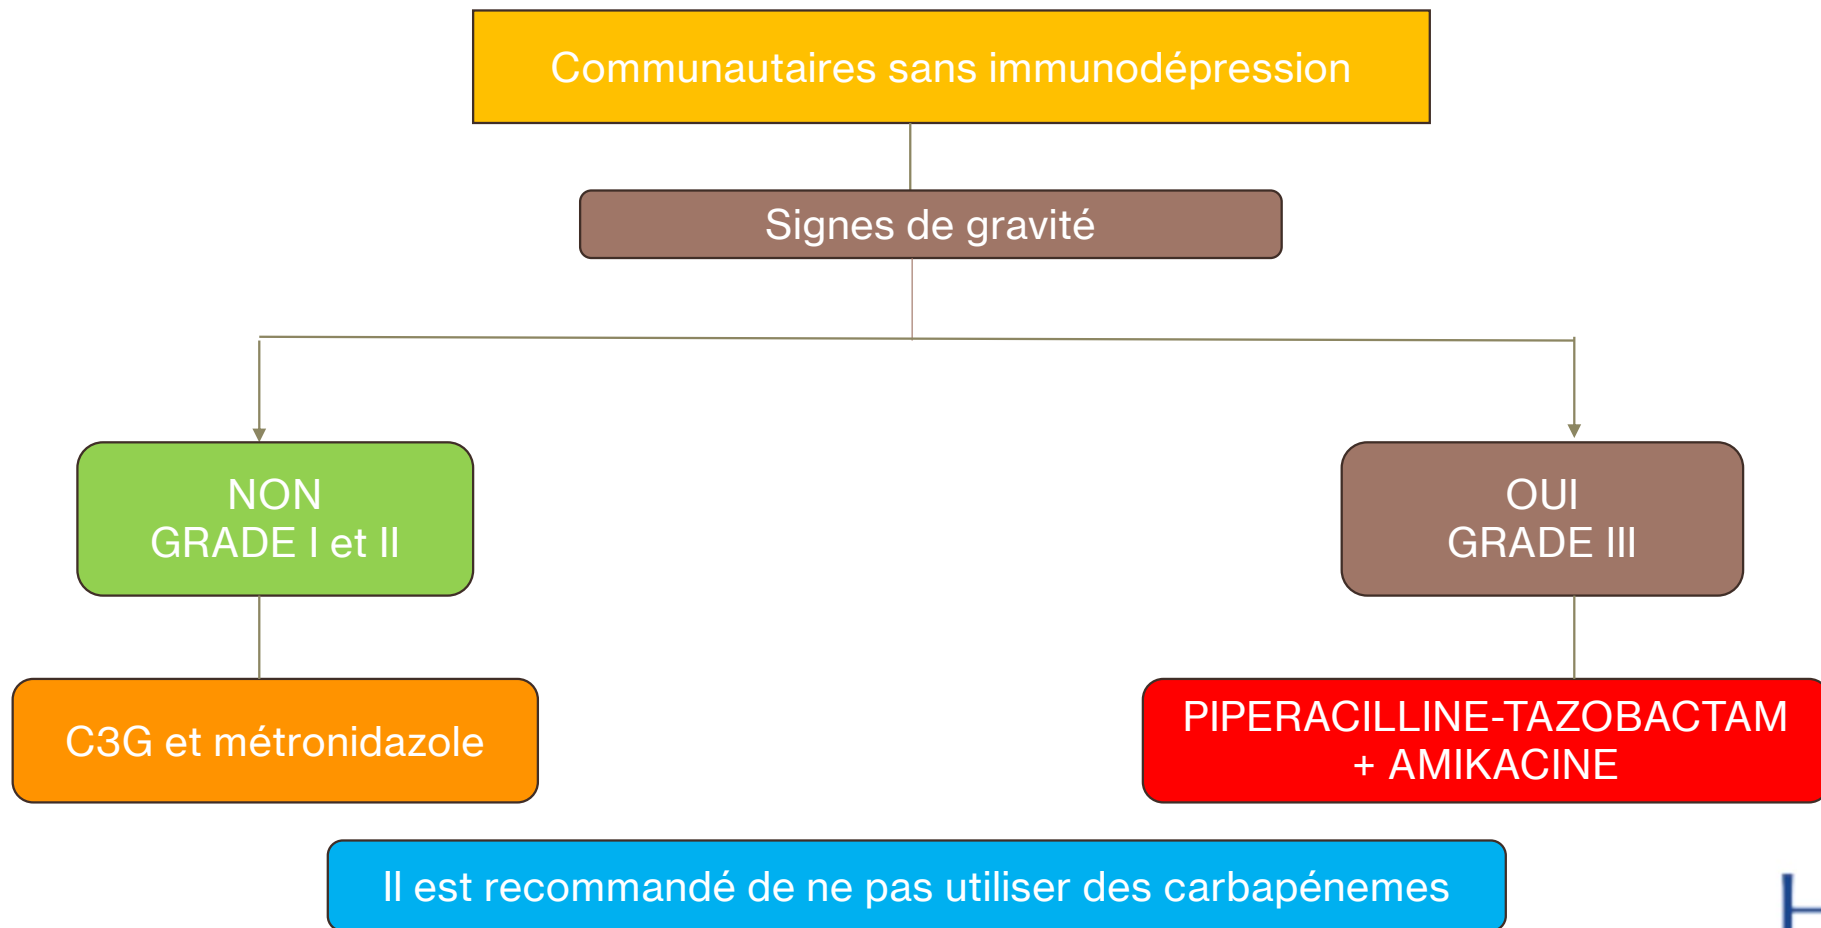 Communautaires sans immunodépression
Signes de gravité
NON
GRADE I et II
OUI
GRADE III
C3G et métronidazole
PIPERACILLINE-TAZOBACTAM
+ AMIKACINE
Il est recommandé de ne pas utiliser des carbapénemes